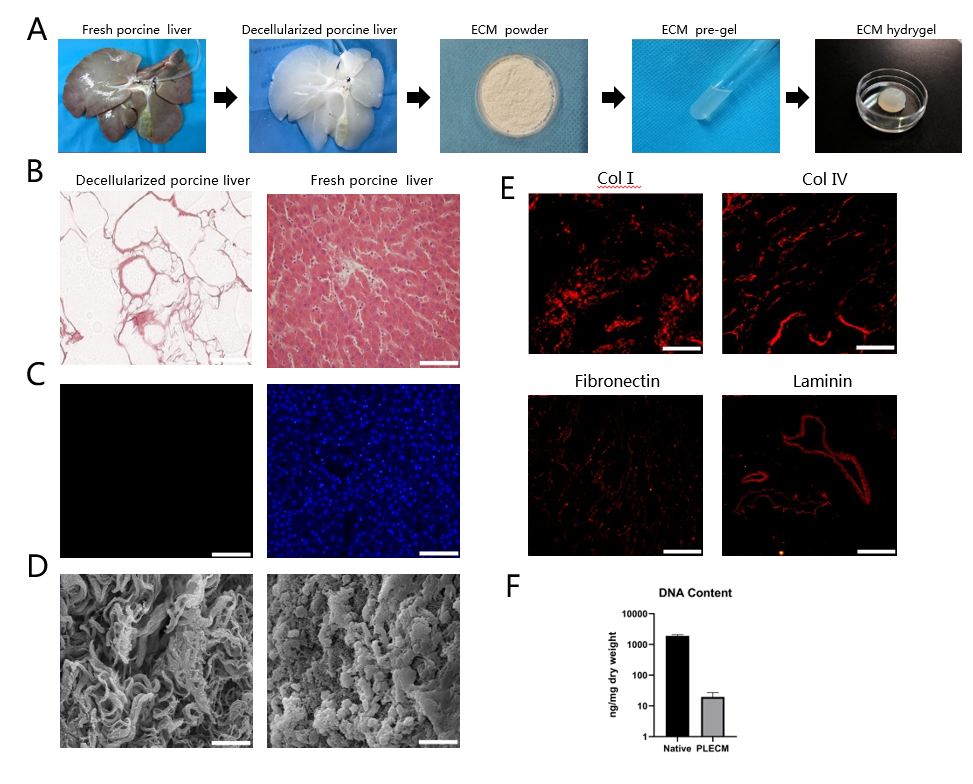 A
Fresh porcine liver
Decellularized porcine liver
ECM powder
ECM pre-gel
ECM hydrygel
B
Decellularized porcine liver
Fresh porcine liver
C
D
E
Col I
Col IV
Fibronectin
Laminin
F
DNA Content
ng/mg dry weight
10000
1000
100
10
1
Native PLECM